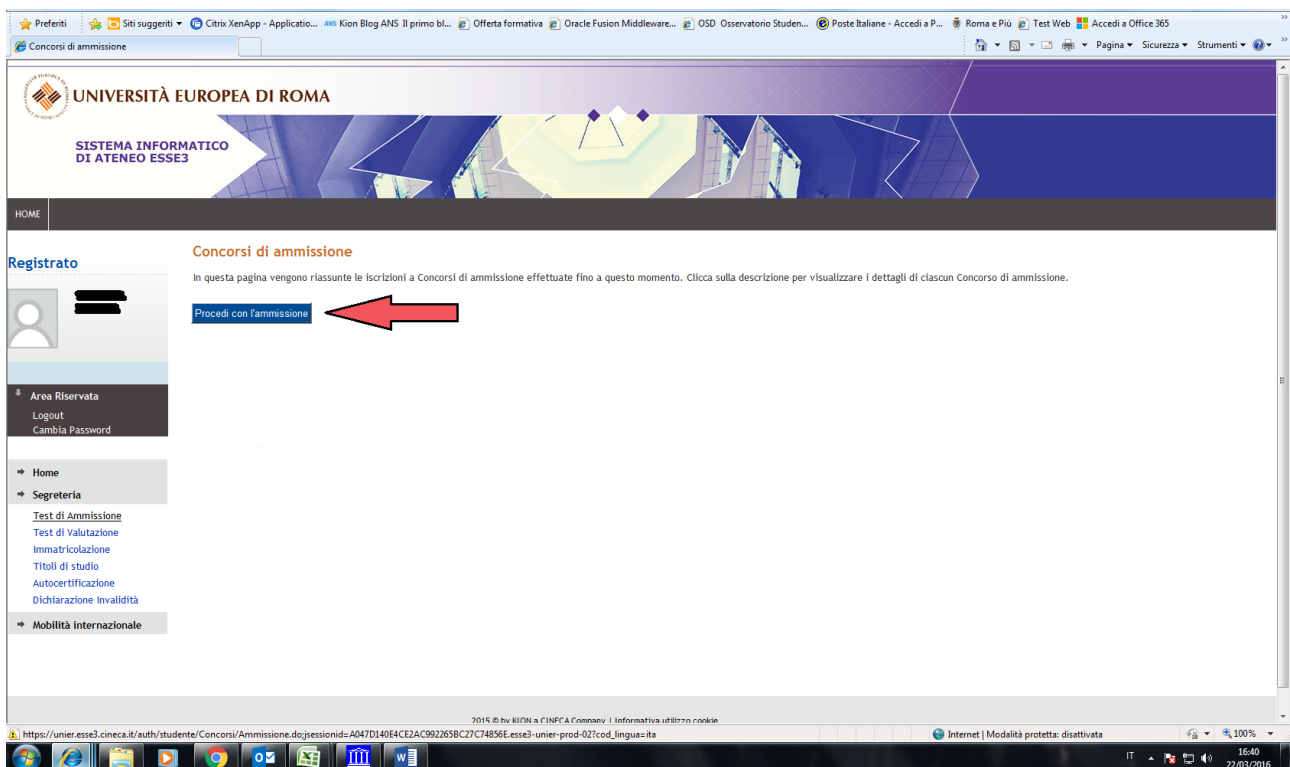 Preferiti
Siti suggeriti
Citrix XenApp - Applicatio...
ANS Kion Blog ANS Il primo bl...
Offerta formativa
Oracle Fusion Middleware...
OSD Osservatorio Studen...
Poste Italiane - Accedi a P...
Roma e Più
Test Web
Accedi a Office 365
Concorsi di ammissione
Pagina
Sicurezza
Strumenti
UNIVERSITÀ EUROPEA DI ROMA
SISTEMA INFORMATICO
DI ATENEO ESSE3
HOME
Registrato
Concorsi di ammissione
In questa pagina vengono riassunte le iscrizioni a Concorsi di ammissione effettuate fino a questo momento. Clicca sulla descrizione per visualizzare i dettagli di ciascun Concorso di ammissione.
Procedi con l'ammissione
Area Riservata
Logout
Cambia Password
Home
Segreteria
Test di Ammissione
Test di Valutazione
Immatricolazione
Titoli di studio
Autocertificazione
Dichiarazione Invalidità
Mobilità internazionale
2015 © by KION a CINECA Company | Informativa utilizzo cookie
https://unier.esse3.cineca.it/auth/studente/Concorsi/Ammissione.do;jsessionid=A047D140E4CE2AC992265BC27C74856E.esse3-unier-prod-02?cod_lingua=ita
Internet | Modalità protetta: disattivata
100%
IT
16:40
22/03/2016